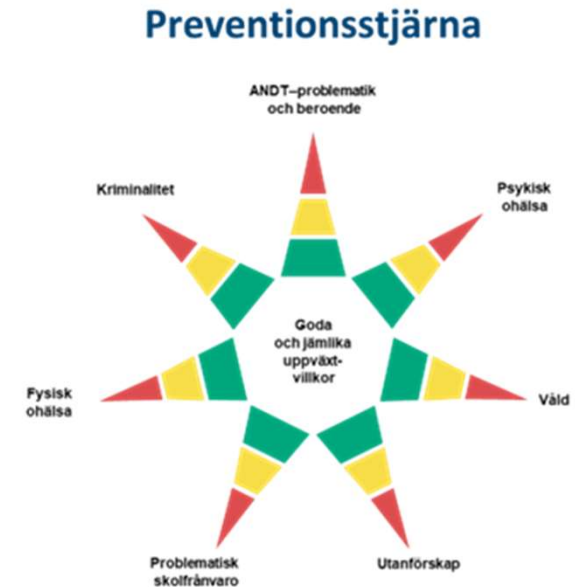 Preventionsstjärna
ANDT–problematik
och beroende
Kriminalitet
Psykisk
ohälsa
Goda
och jämlika
uppväxt-
villkor
Fysisk
ohälsa
Våld
Problematisk
skolfrånvaro
Utanförskap